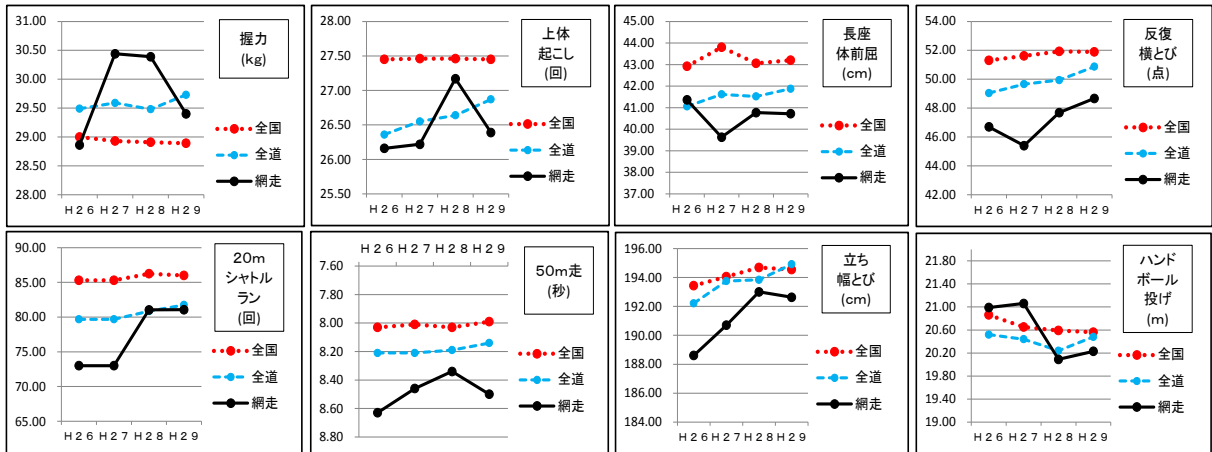 握力
(kg)
31.00
30.50
30.00
29.50
29.00
28.50
28.00
H26 H27 H28 H29
全国
全道
網走
上体
起こし
(回)
28.00
27.50
27.00
26.50
26.00
25.50
H26 H27 H28 H29
全国
全道
網走
長座
体前屈
(cm)
45.00
44.00
43.00
42.00
41.00
40.00
39.00
38.00
37.00
H26 H27 H28 H29
全国
全道
網走
反復
横とび
(点)
54.00
52.00
50.00
48.00
46.00
44.00
42.00
H26 H27 H28 H29
全国
全道
網走
20m
シャトル
ラン
(回)
90.00
85.00
80.00
75.00
70.00
65.00
H26 H27 H28 H29
全国
全道
網走
50m走
(秒)
H26 H27 H28 H29
7.60
7.80
8.00
8.20
8.40
8.60
8.80
全国
全道
網走
立ち
幅とび
(cm)
196.00
194.00
192.00
190.00
188.00
186.00
184.00
H26 H27 H28 H29
全国
全道
網走
ハンド
ボール
投げ
(m)
21.80
21.40
21.00
20.60
20.20
19.80
19.40
19.00
H26 H27 H28 H29
全国
全道
網走